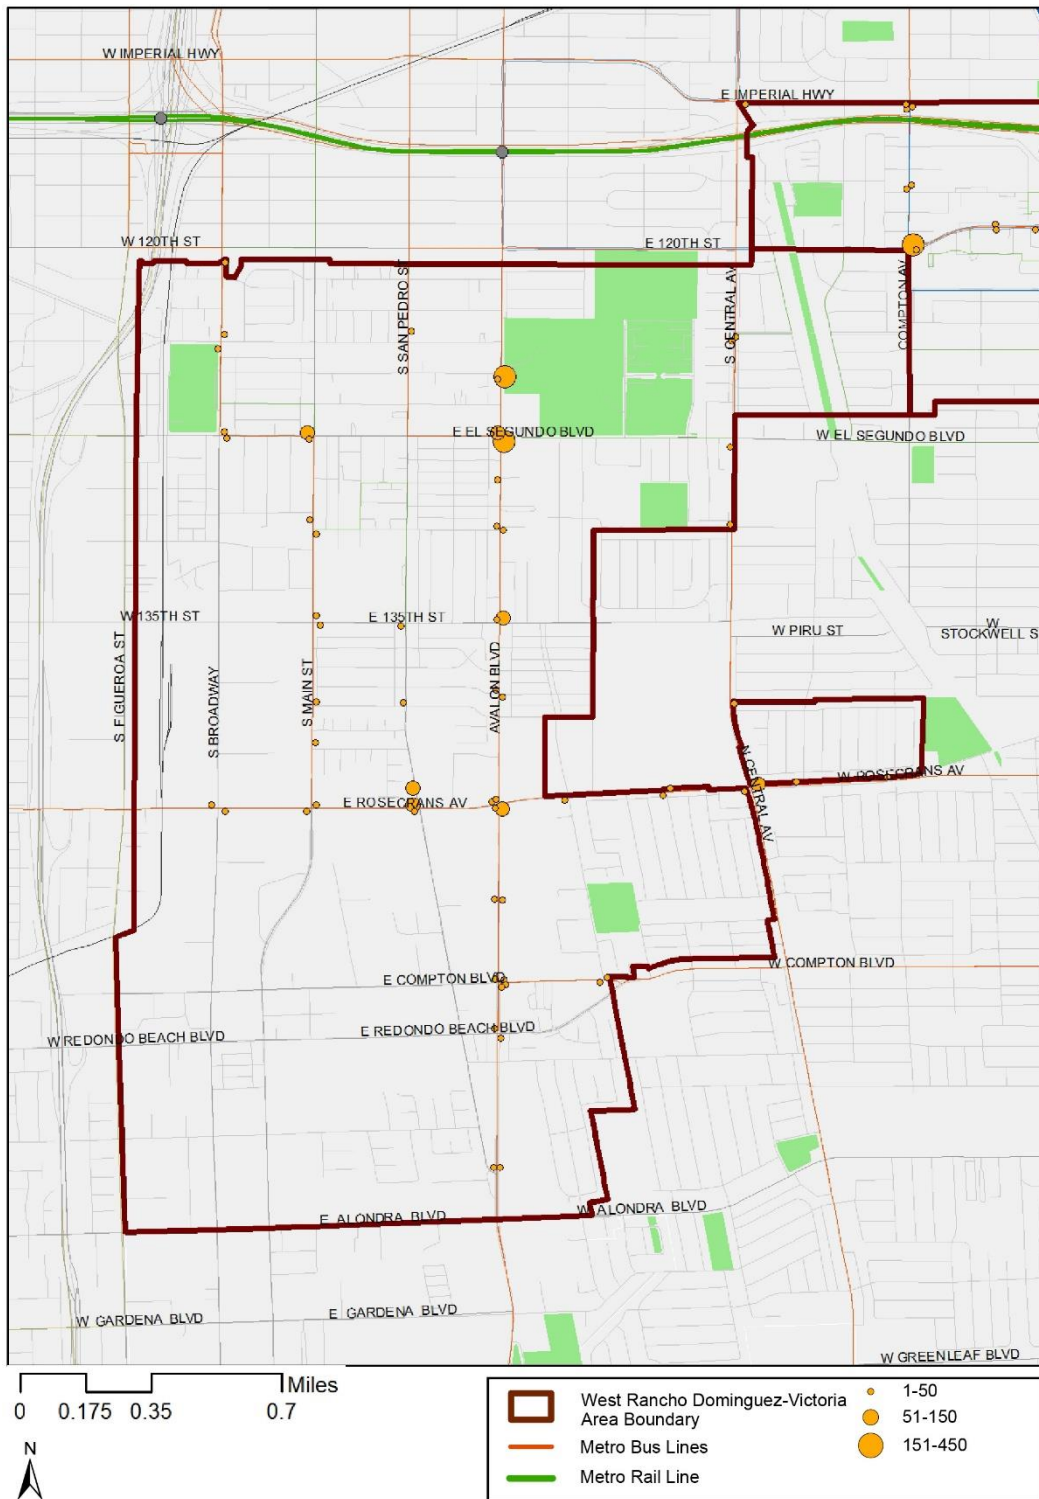 W IMPERIAL HWY
E IMPERIAL HWY
W 120TH ST
E 120TH ST
S SAN PEDRO ST
S CENTRAL AV
COMPTON AV
E EL SEGUNDO BLVD
W EL SEGUNDO BLVD
W 135TH ST
E 135TH ST
W PIRU ST
W
STOCKWELL S
S FIGUEROA ST
S BROADWAY
S MAIN ST
AVALON BLVD
N CENTRAL AV
E ROSECRANS AV
W ROSECRANS AV
E COMPTON BLVD
W COMPTON BLVD
W REDONDO BEACH BLVD
E REDONDO BEACH BLVD
E ALONDRA BLVD
W ALONDRA BLVD
W GARDENA BLVD
E GARDENA BLVD
W GREENLEAF BLVD
Miles
0 0.175 0.35 0.7
N
West Rancho Dominguez-Victoria
Area Boundary
Metro Bus Lines
Metro Rail Line
1-50
51-150
151-450